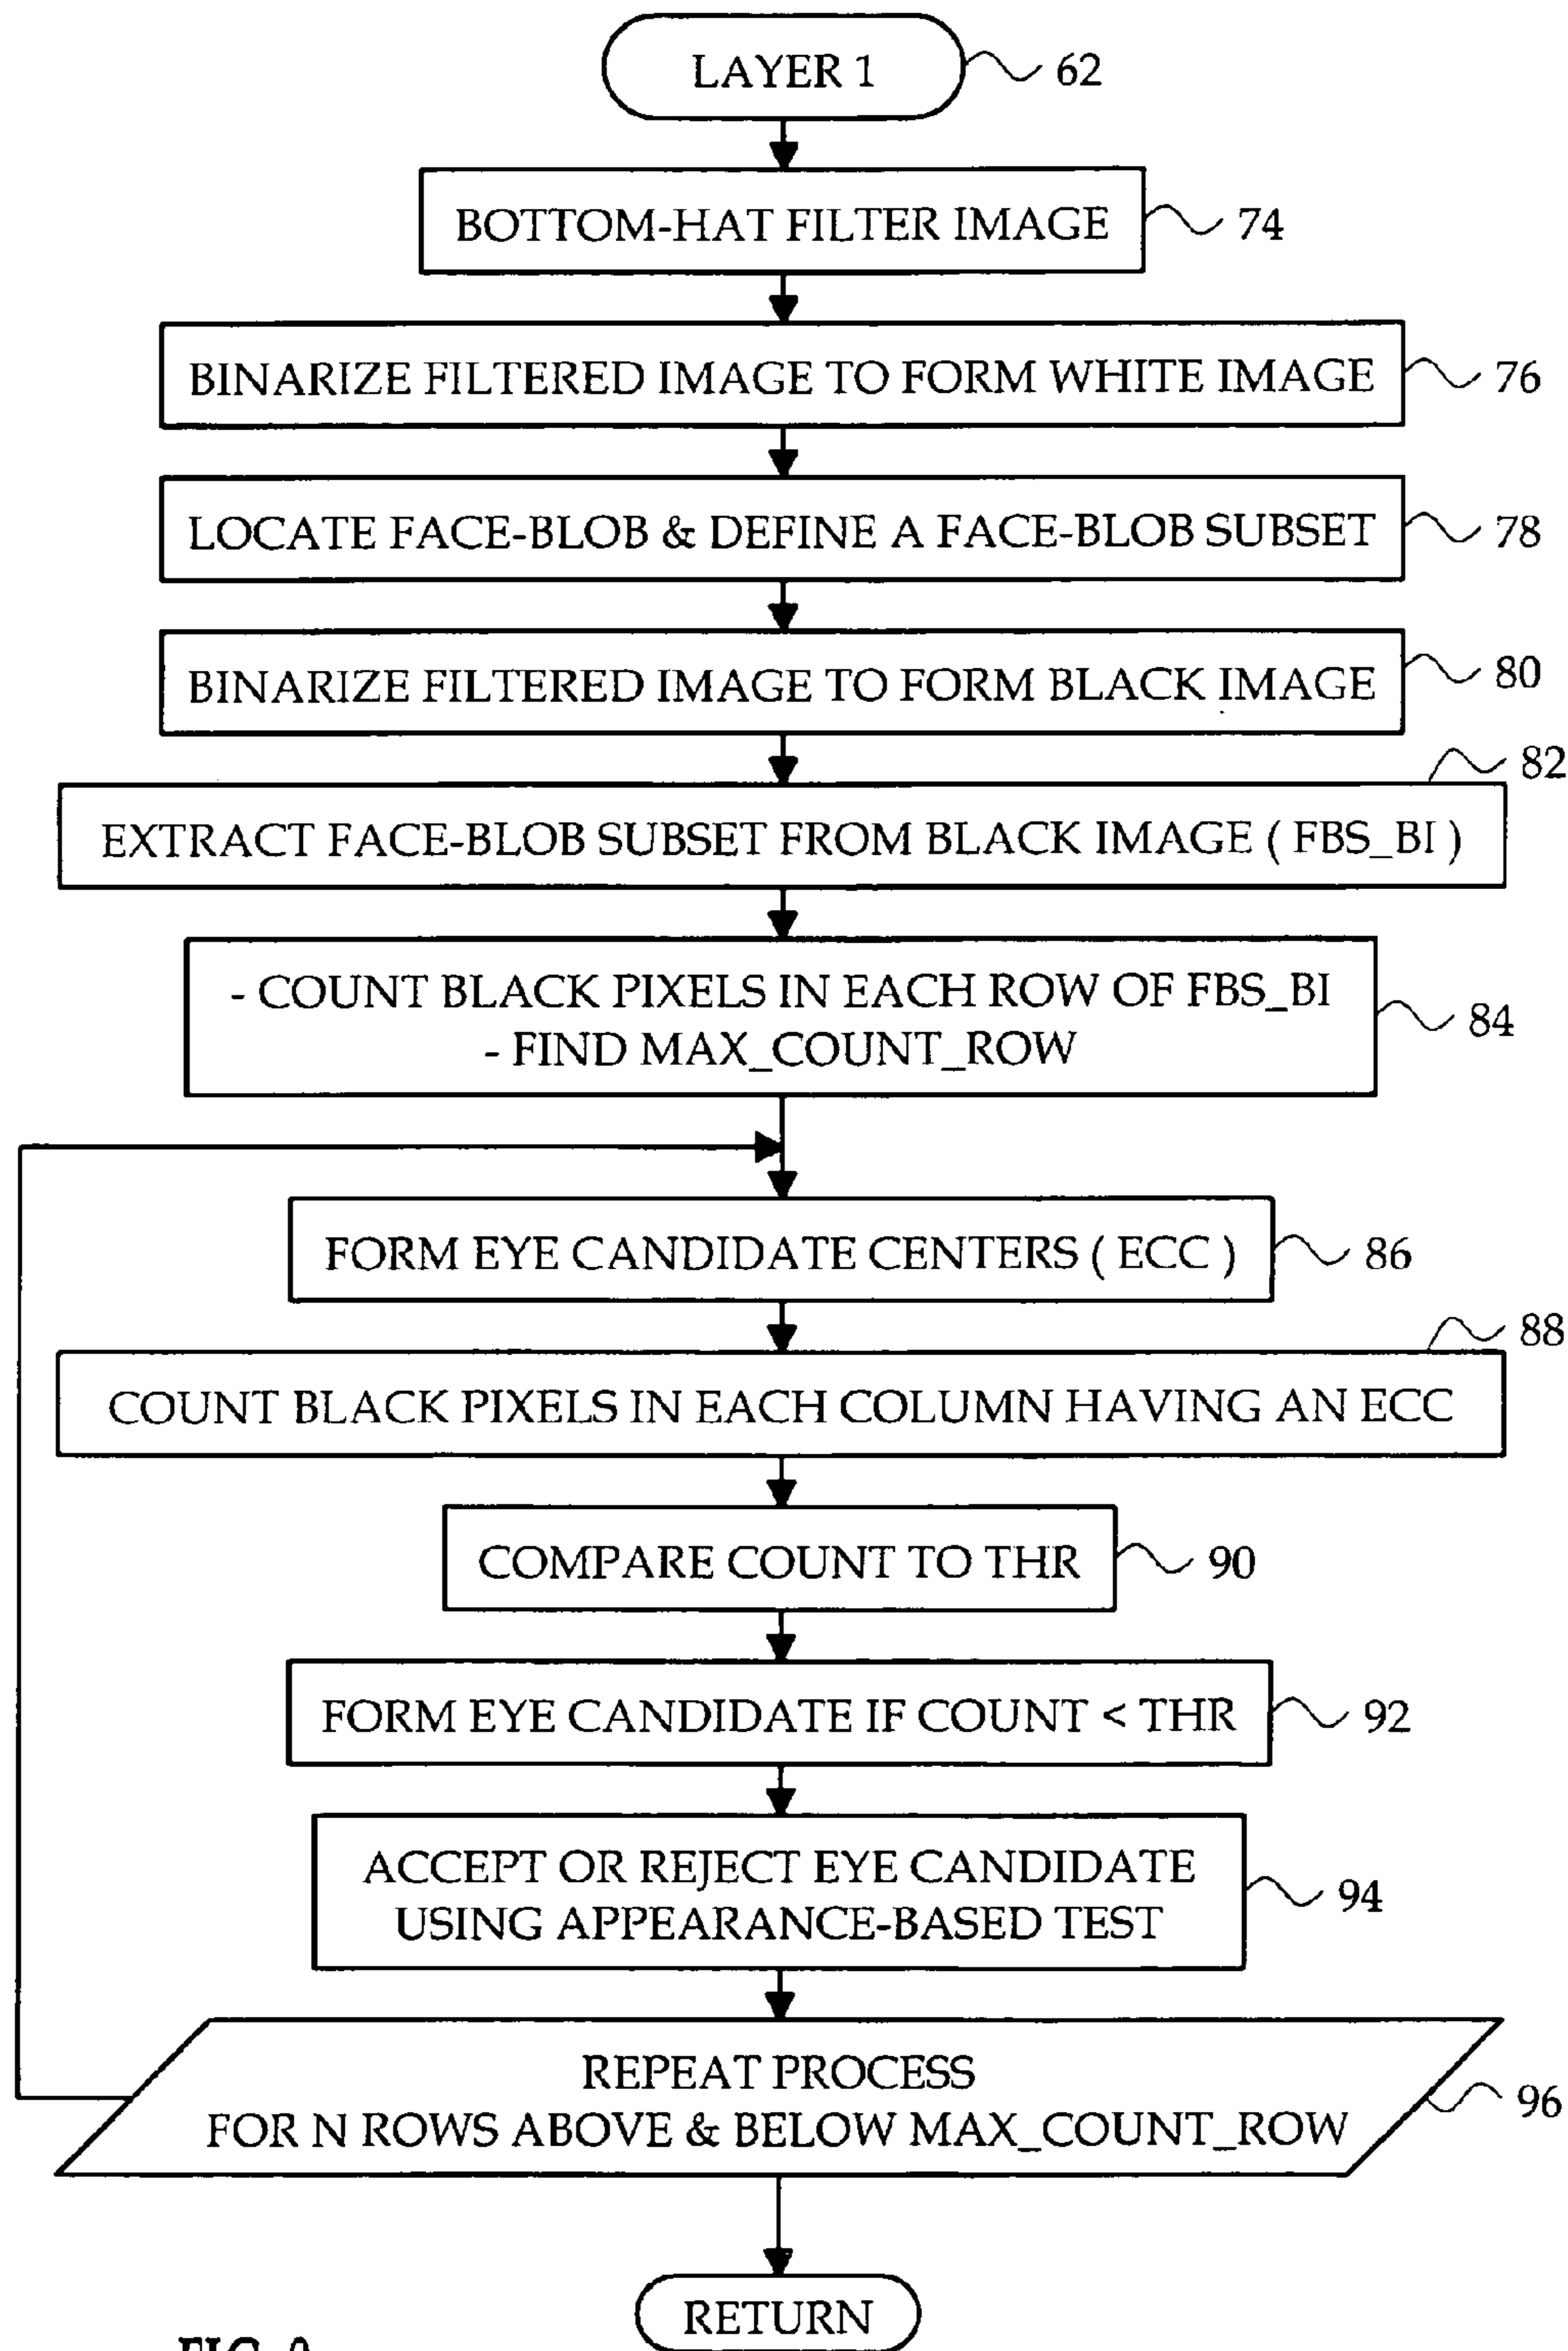 LAYER 1
62
BOTTOM-HAT FILTER IMAGE
74
BINARIZE FILTERED IMAGE TO FORM WHITE IMAGE
76
LOCATE FACE-BLOB & DEFINE A FACE-BLOB SUBSET
78
BINARIZE FILTERED IMAGE TO FORM BLACK IMAGE
80
82
EXTRACT FACE-BLOB SUBSET FROM BLACK IMAGE ( FBS_BI )
- COUNT BLACK PIXELS IN EACH ROW OF FBS_BI
- FIND MAX_COUNT_ROW
84
FORM EYE CANDIDATE CENTERS ( ECC )
86
88
COUNT BLACK PIXELS IN EACH COLUMN HAVING AN ECC
COMPARE COUNT TO THR
90
FORM EYE CANDIDATE IF COUNT < THR
92
ACCEPT OR REJECT EYE CANDIDATE
USING APPEARANCE-BASED TEST
94
REPEAT PROCESS
FOR N ROWS ABOVE & BELOW MAX_COUNT_ROW
96
RETURN